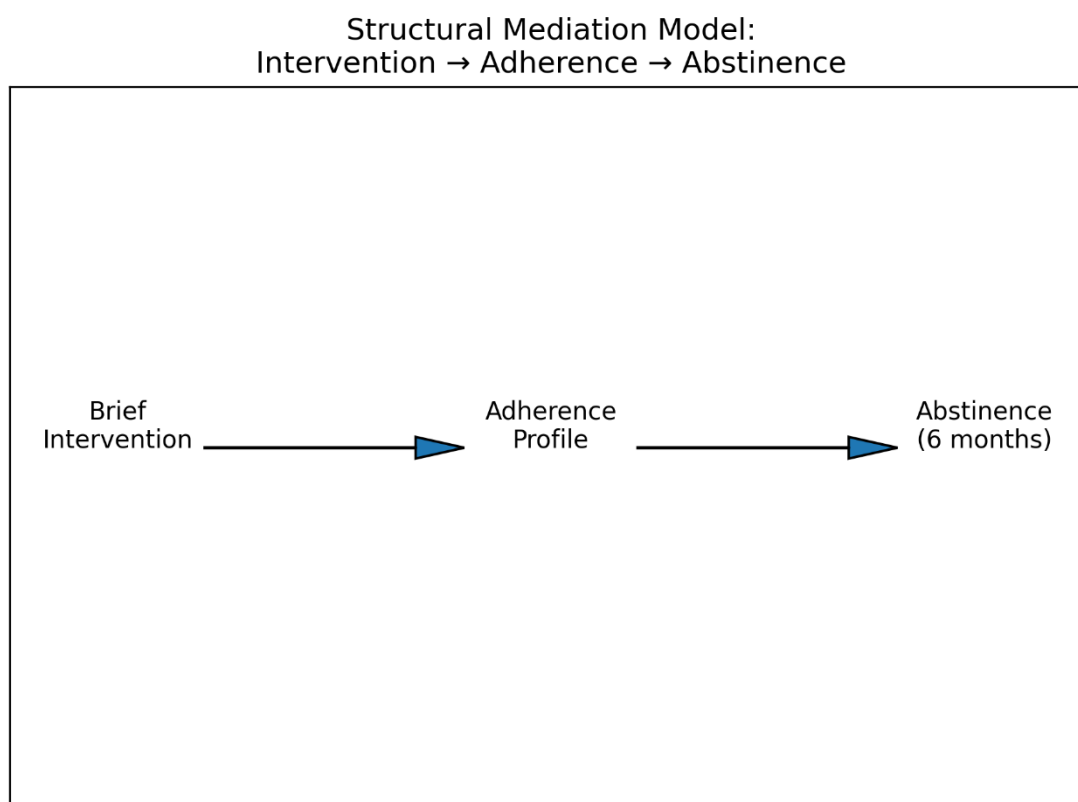 Structural Mediation Model:
Intervention → Adherence → Abstinence
Brief
Intervention
Adherence
Profile
Abstinence
(6 months)